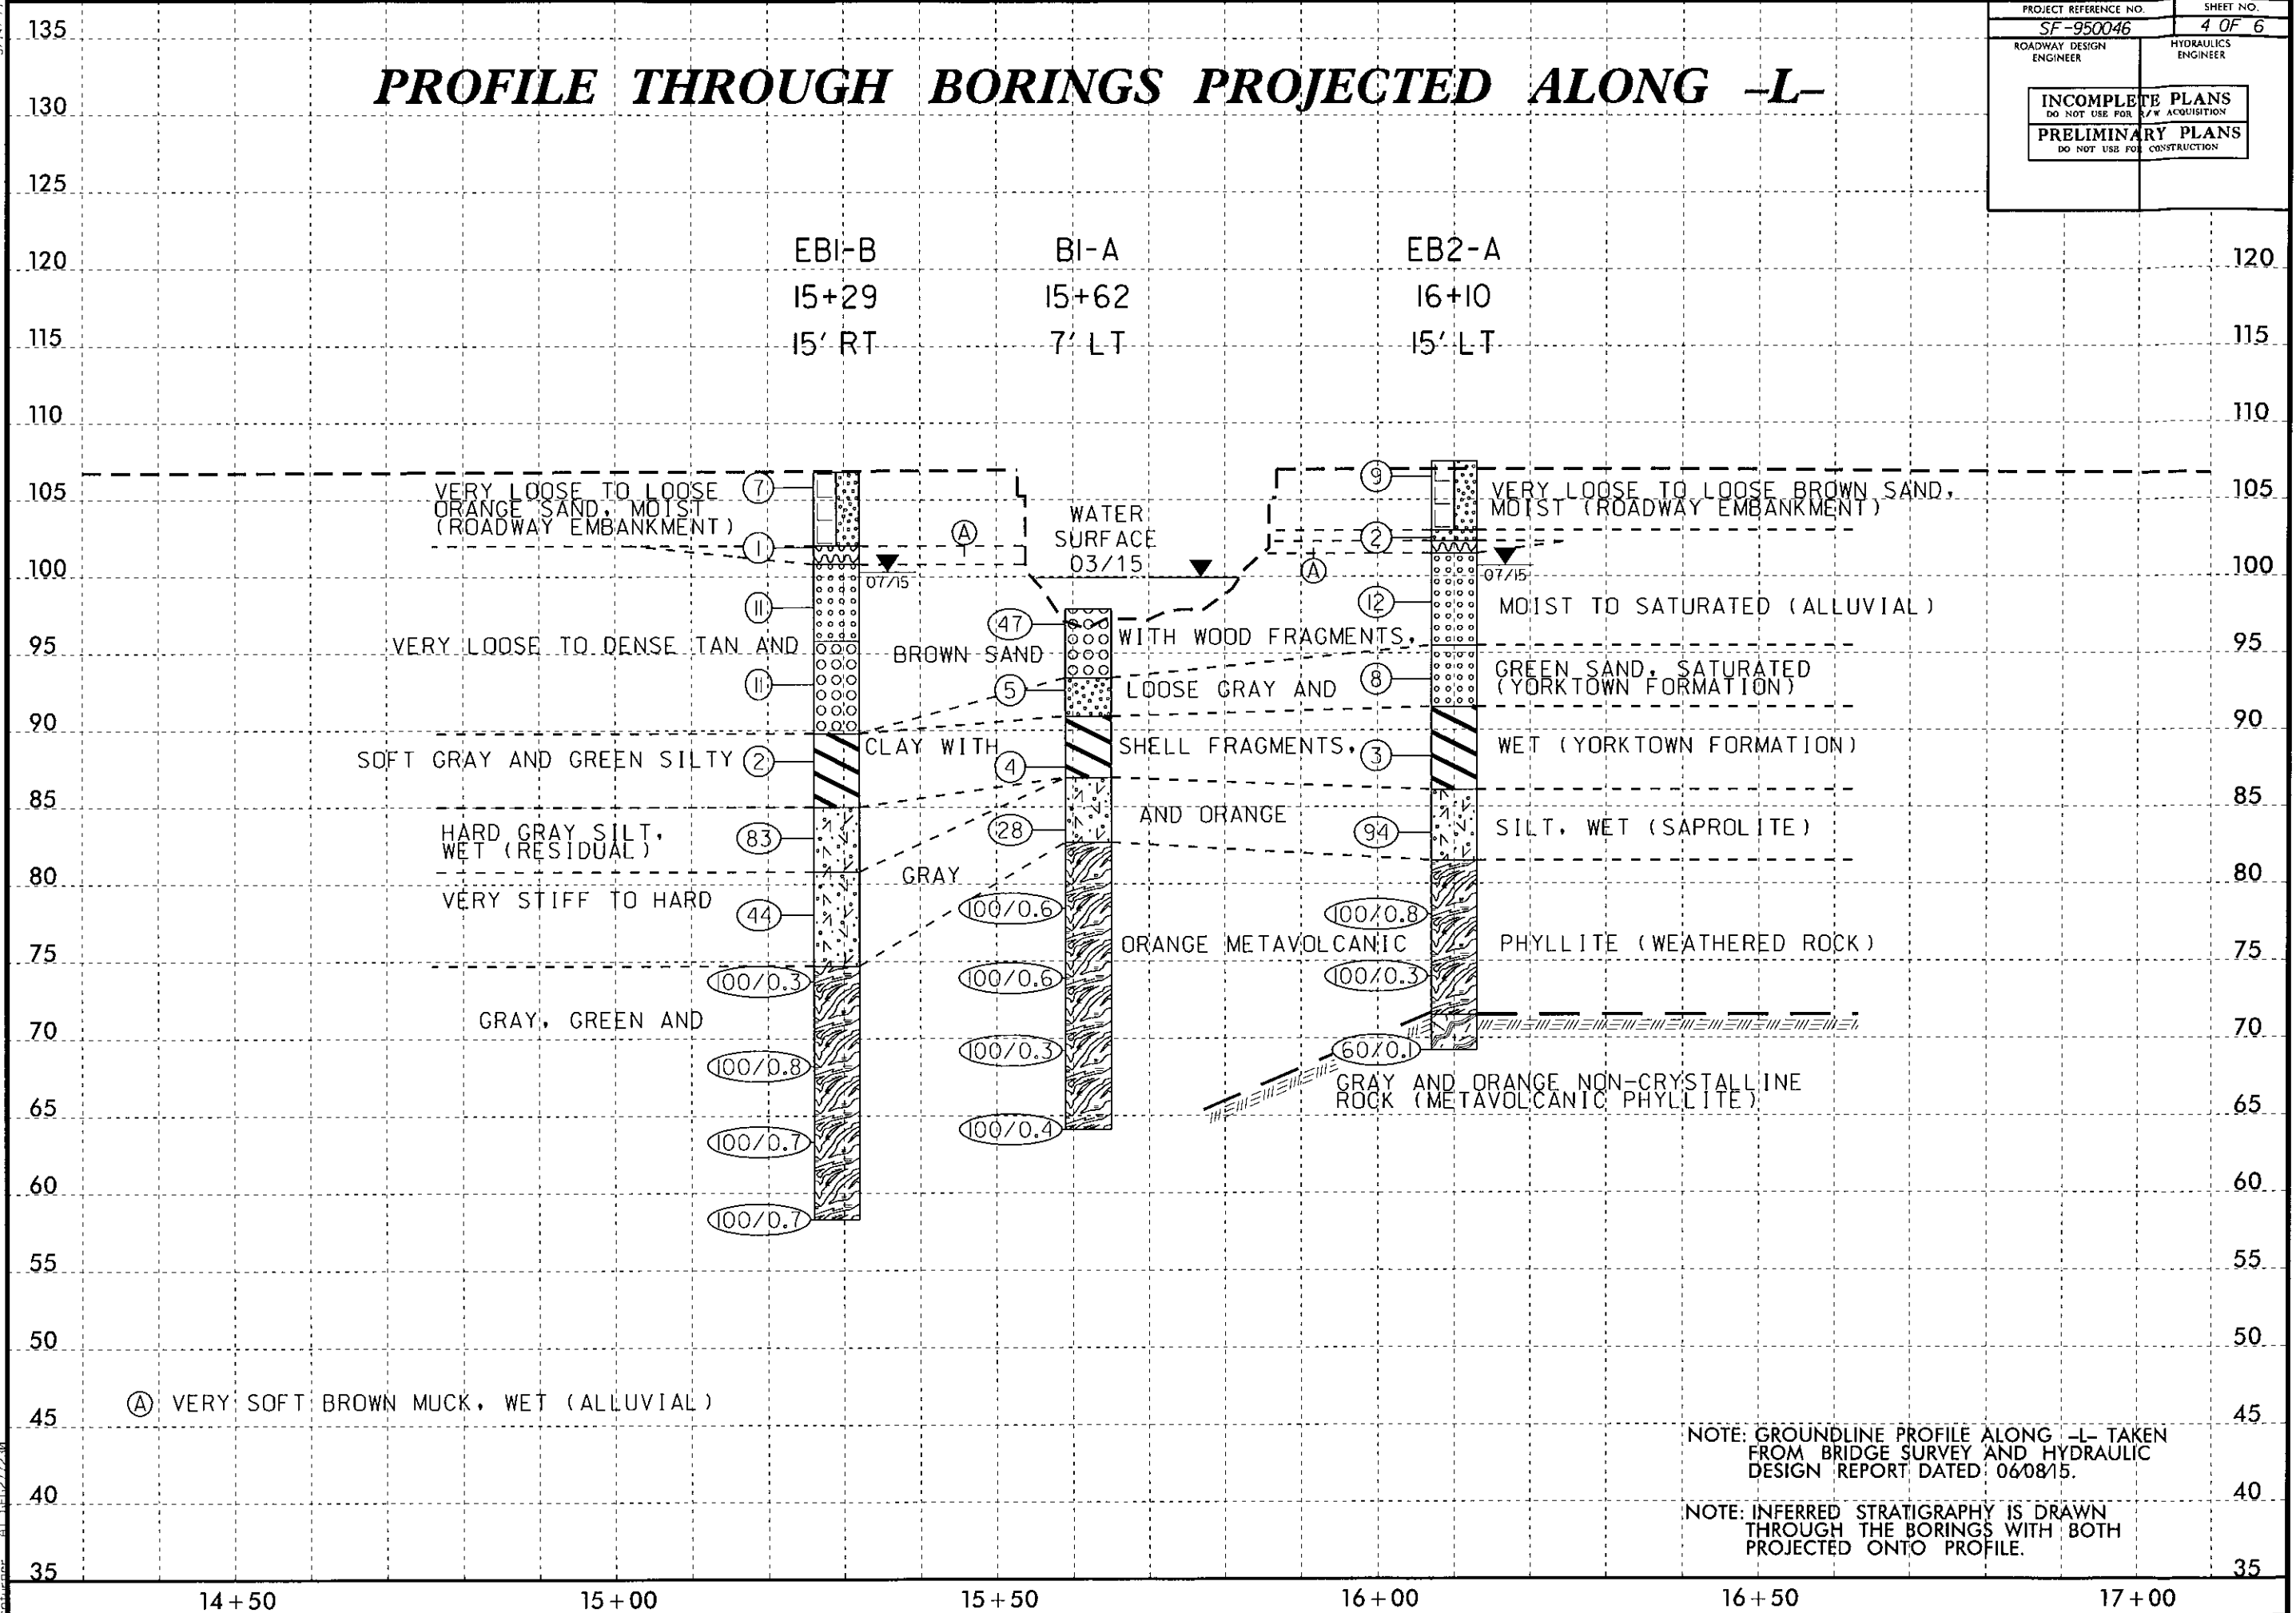 PROJECT REFERENCE NO.
SHEET NO.
SF-950046
4 OF 6
ROADWAY DESIGN
ENGINEER
HYDRAULICS
ENGINEER
INCOMPLETE PLANS
DO NOT USE FOR R/W ACQUISITION
PRELIMINARY PLANS
DO NOT USE FOR CONSTRUCTION
PROFILE THROUGH BORINGS PROJECTED ALONG -L-
135
130
125
120
115
110
105
100
95
90
85
80
75
70
65
60
55
50
45
40
35
120
115
110
105
100
95
90
85
80
75
70
65
60
55
50
45
40
35
EB1-B
15+29
15' RT
B1-A
15+62
7' LT
EB2-A
16+10
15' LT
VERY LOOSE TO LOOSE
ORANGE SAND, MOIST
(ROADWAY EMBANKMENT)
7
1
11
11
2
83
44
100/0.3
100/0.8
100/0.7
100/0.7
07/15
A
WATER
SURFACE
03/15
47
5
4
28
100/0.6
100/0.6
100/0.3
100/0.4
A
9
2
12
8
3
94
100/0.8
100/0.3
60/0.1
07/15
VERY LOOSE TO LOOSE BROWN SAND,
MOIST (ROADWAY EMBANKMENT)
VERY LOOSE TO DENSE TAN AND
BROWN SAND
WITH WOOD FRAGMENTS,
MOIST TO SATURATED (ALLUVIAL)
LOOSE GRAY AND
GREEN SAND, SATURATED
(YORKTOWN FORMATION)
SOFT GRAY AND GREEN SILTY
CLAY WITH
SHELL FRAGMENTS,
WET (YORKTOWN FORMATION)
HARD GRAY SILT,
WET (RESIDUAL)
VERY STIFF TO HARD
GRAY
AND ORANGE
SILT, WET (SAPROLITE)
GRAY, GREEN AND
ORANGE METAVOLCANIC
PHYLLITE (WEATHERED ROCK)
GRAY AND ORANGE NON-CRYSTALLINE
ROCK (METAVOLCANIC PHYLLITE)
A VERY SOFT BROWN MUCK, WET (ALLUVIAL)
NOTE: GROUNDLINE PROFILE ALONG -L- TAKEN
FROM BRIDGE SURVEY AND HYDRAULIC
DESIGN REPORT DATED 06/08/15.
NOTE: INFERRED STRATIGRAPHY IS DRAWN
THROUGH THE BORINGS WITH BOTH
PROJECTED ONTO PROFILE.
14+50
15+00
15+50
16+00
16+50
17+00